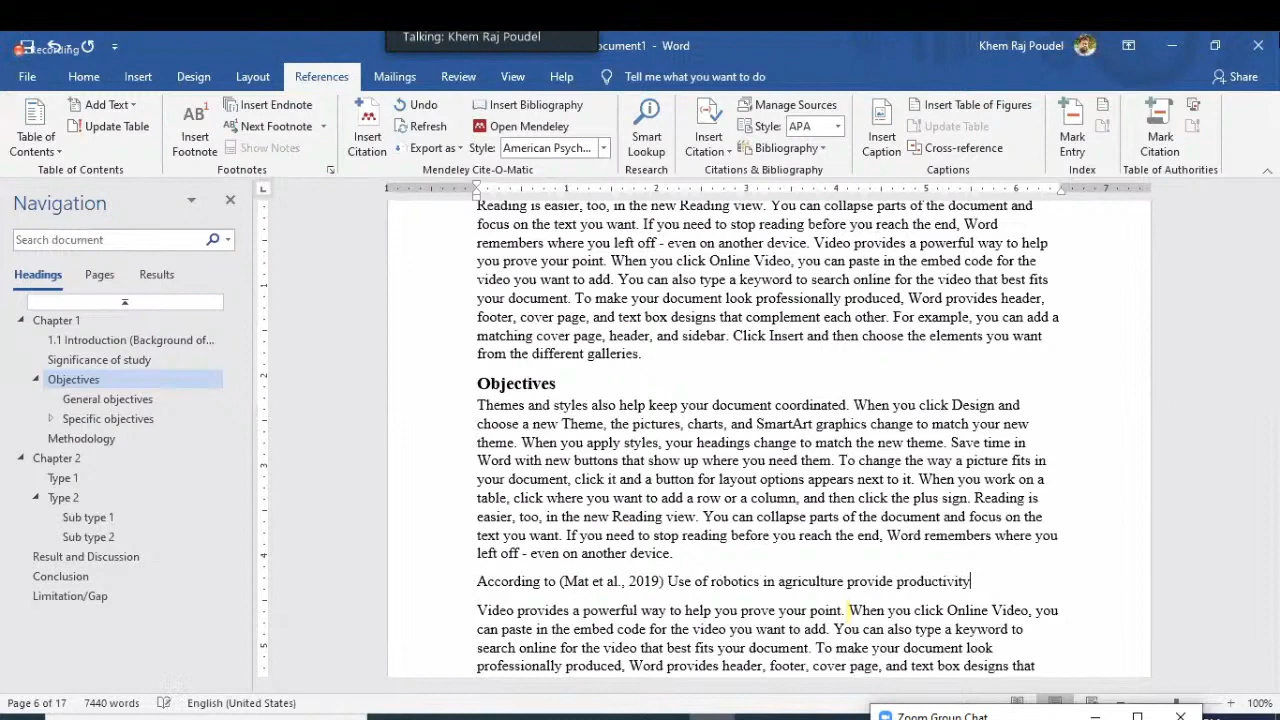 Talking: Khem Raj Poudel
Recording
ocument1 - Word
Khem Raj Poudel
File Home Insert Design Layout References Mailings Review View Help Tell me what you want to do Share
Table of Contents
Add Text
Update Table
Table of Contents
AB1
Insert Footnote
Insert Endnote
Next Footnote
Show Notes
Footnotes
Insert Citation
Undo
Refresh
Export as
Insert Bibliography
Open Mendeley
Style: American Psych...
Mendeley Cite-O-Matic
Smart Lookup
Research
Insert Citation
Manage Sources
Style: APA
Bibliography
Citations & Bibliography
Insert Caption
Insert Table of Figures
Update Table
Cross-reference
Captions
Mark Entry
Index
Mark Citation
Table of Authorities
Navigation
Search document
Headings Pages Results
Chapter 1
1.1 Introduction (Background of...
Significance of study
Objectives
General objectives
Specific objectives
Methodology
Chapter 2
Type 1
Type 2
Sub type 1
Sub type 2
Result and Discussion
Conclusion
Limitation/Gap
1 1 2 3 4 5 6 7
1
2
3
4
5
Reading is easier, too, in the new Reading view. You can collapse parts of the document and
focus on the text you want. If you need to stop reading before you reach the end, Word
remembers where you left off - even on another device. Video provides a powerful way to help
you prove your point. When you click Online Video, you can paste in the embed code for the
video you want to add. You can also type a keyword to search online for the video that best fits
your document. To make your document look professionally produced, Word provides header,
footer, cover page, and text box designs that complement each other. For example, you can add a
matching cover page, header, and sidebar. Click Insert and then choose the elements you want
from the different galleries.
Objectives
Themes and styles also help keep your document coordinated. When you click Design and
choose a new Theme, the pictures, charts, and SmartArt graphics change to match your new
theme. When you apply styles, your headings change to match the new theme. Save time in
Word with new buttons that show up where you need them. To change the way a picture fits in
your document, click it and a button for layout options appears next to it. When you work on a
table, click where you want to add a row or a column, and then click the plus sign. Reading is
easier, too, in the new Reading view. You can collapse parts of the document and focus on the
text you want. If you need to stop reading before you reach the end, Word remembers where you
left off - even on another device.
According to (Mat et al., 2019) Use of robotics in agriculture provide productivity
Video provides a powerful way to help you prove your point. When you click Online Video, you
can paste in the embed code for the video you want to add. You can also type a keyword to
search online for the video that best fits your document. To make your document look
professionally produced, Word provides header, footer, cover page, and text box designs that
Page 6 of 17 7440 words English (United States) 100%
Zoom Group Chat